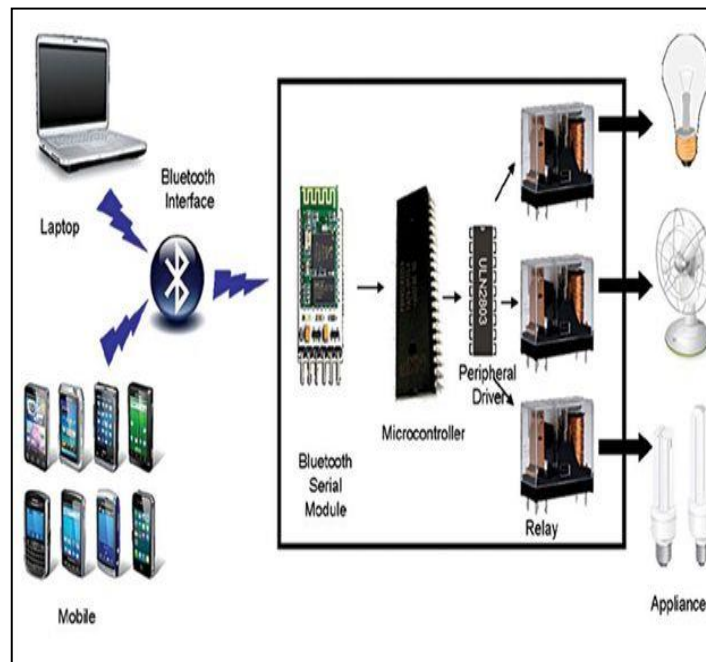 Laptop
Bluetooth
Interface
Mobile
Bluetooth
Serial
Module
Microcontroller
ULN2803
Peripheral
Driver
Relay
Appliance